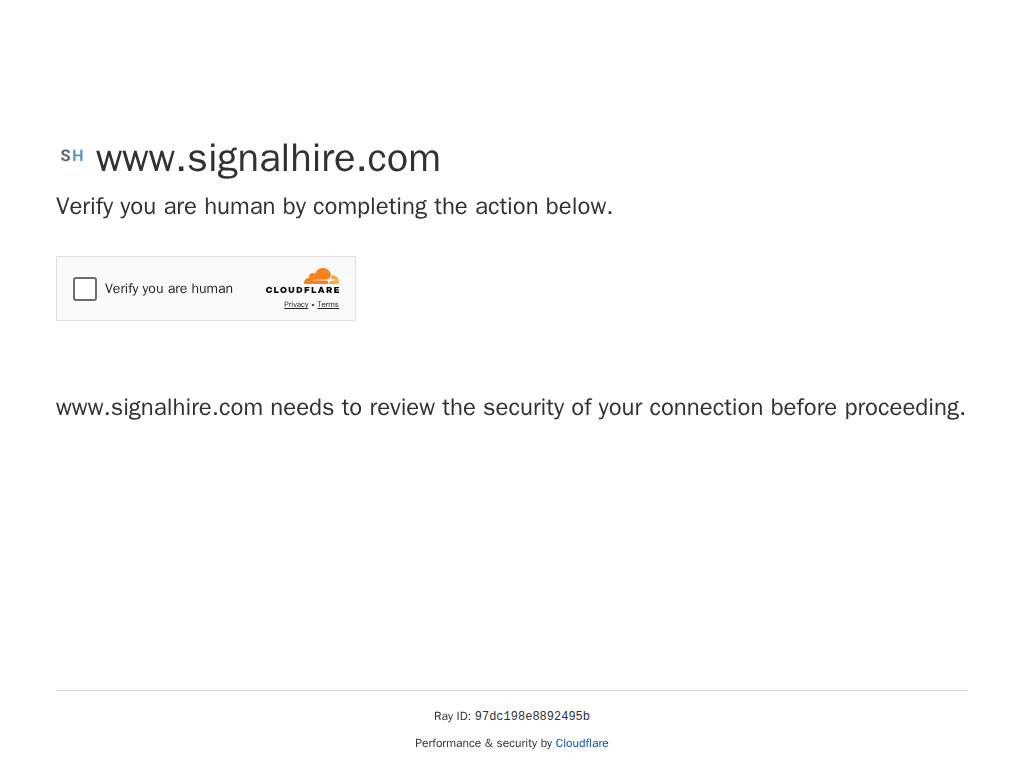 SH www.signalhire.com
Verify you are human by completing the action below.
Verify you are human
CLOUDFLARE
Privacy • Terms
www.signalhire.com needs to review the security of your connection before proceeding.
Ray ID: 97dc198e8892495b
Performance & security by Cloudflare